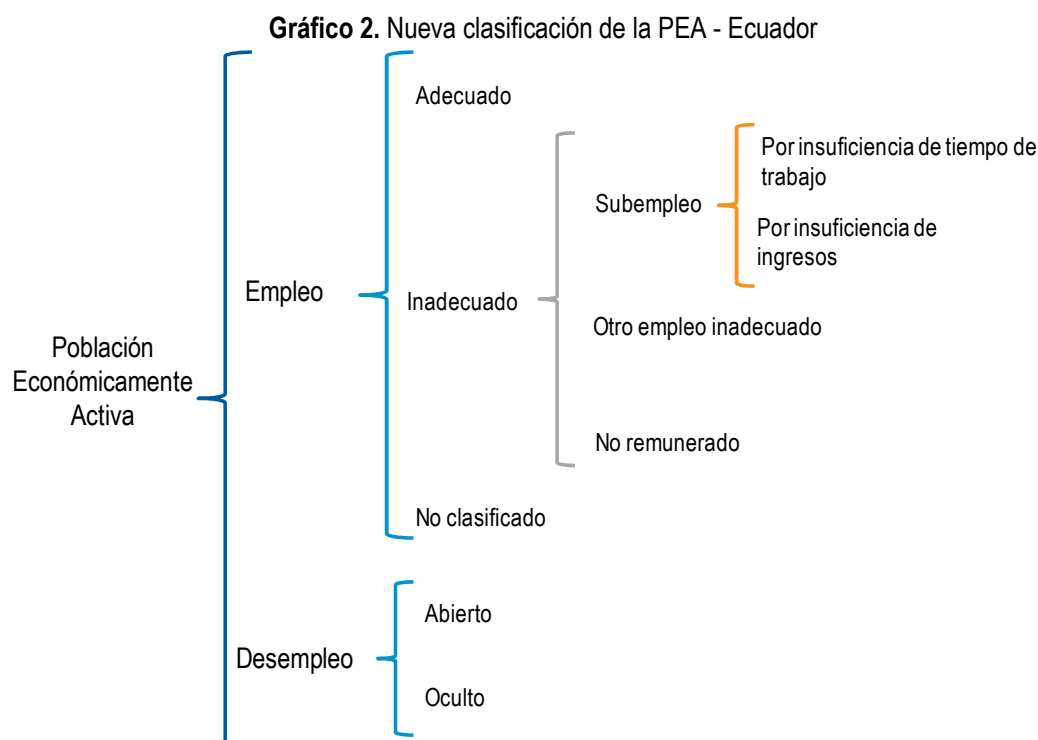 Gráfico 2. Nueva clasificación de la PEA - Ecuador
Adecuado
Por insuficiencia de tiempo de
trabajo
Subempleo
Por insuficiencia de
ingresos
Empleo
Inadecuado
Otro empleo inadecuado
Población
Económicamente
Activa
No remunerado
No clasificado
Abierto
Desempleo
Oculto